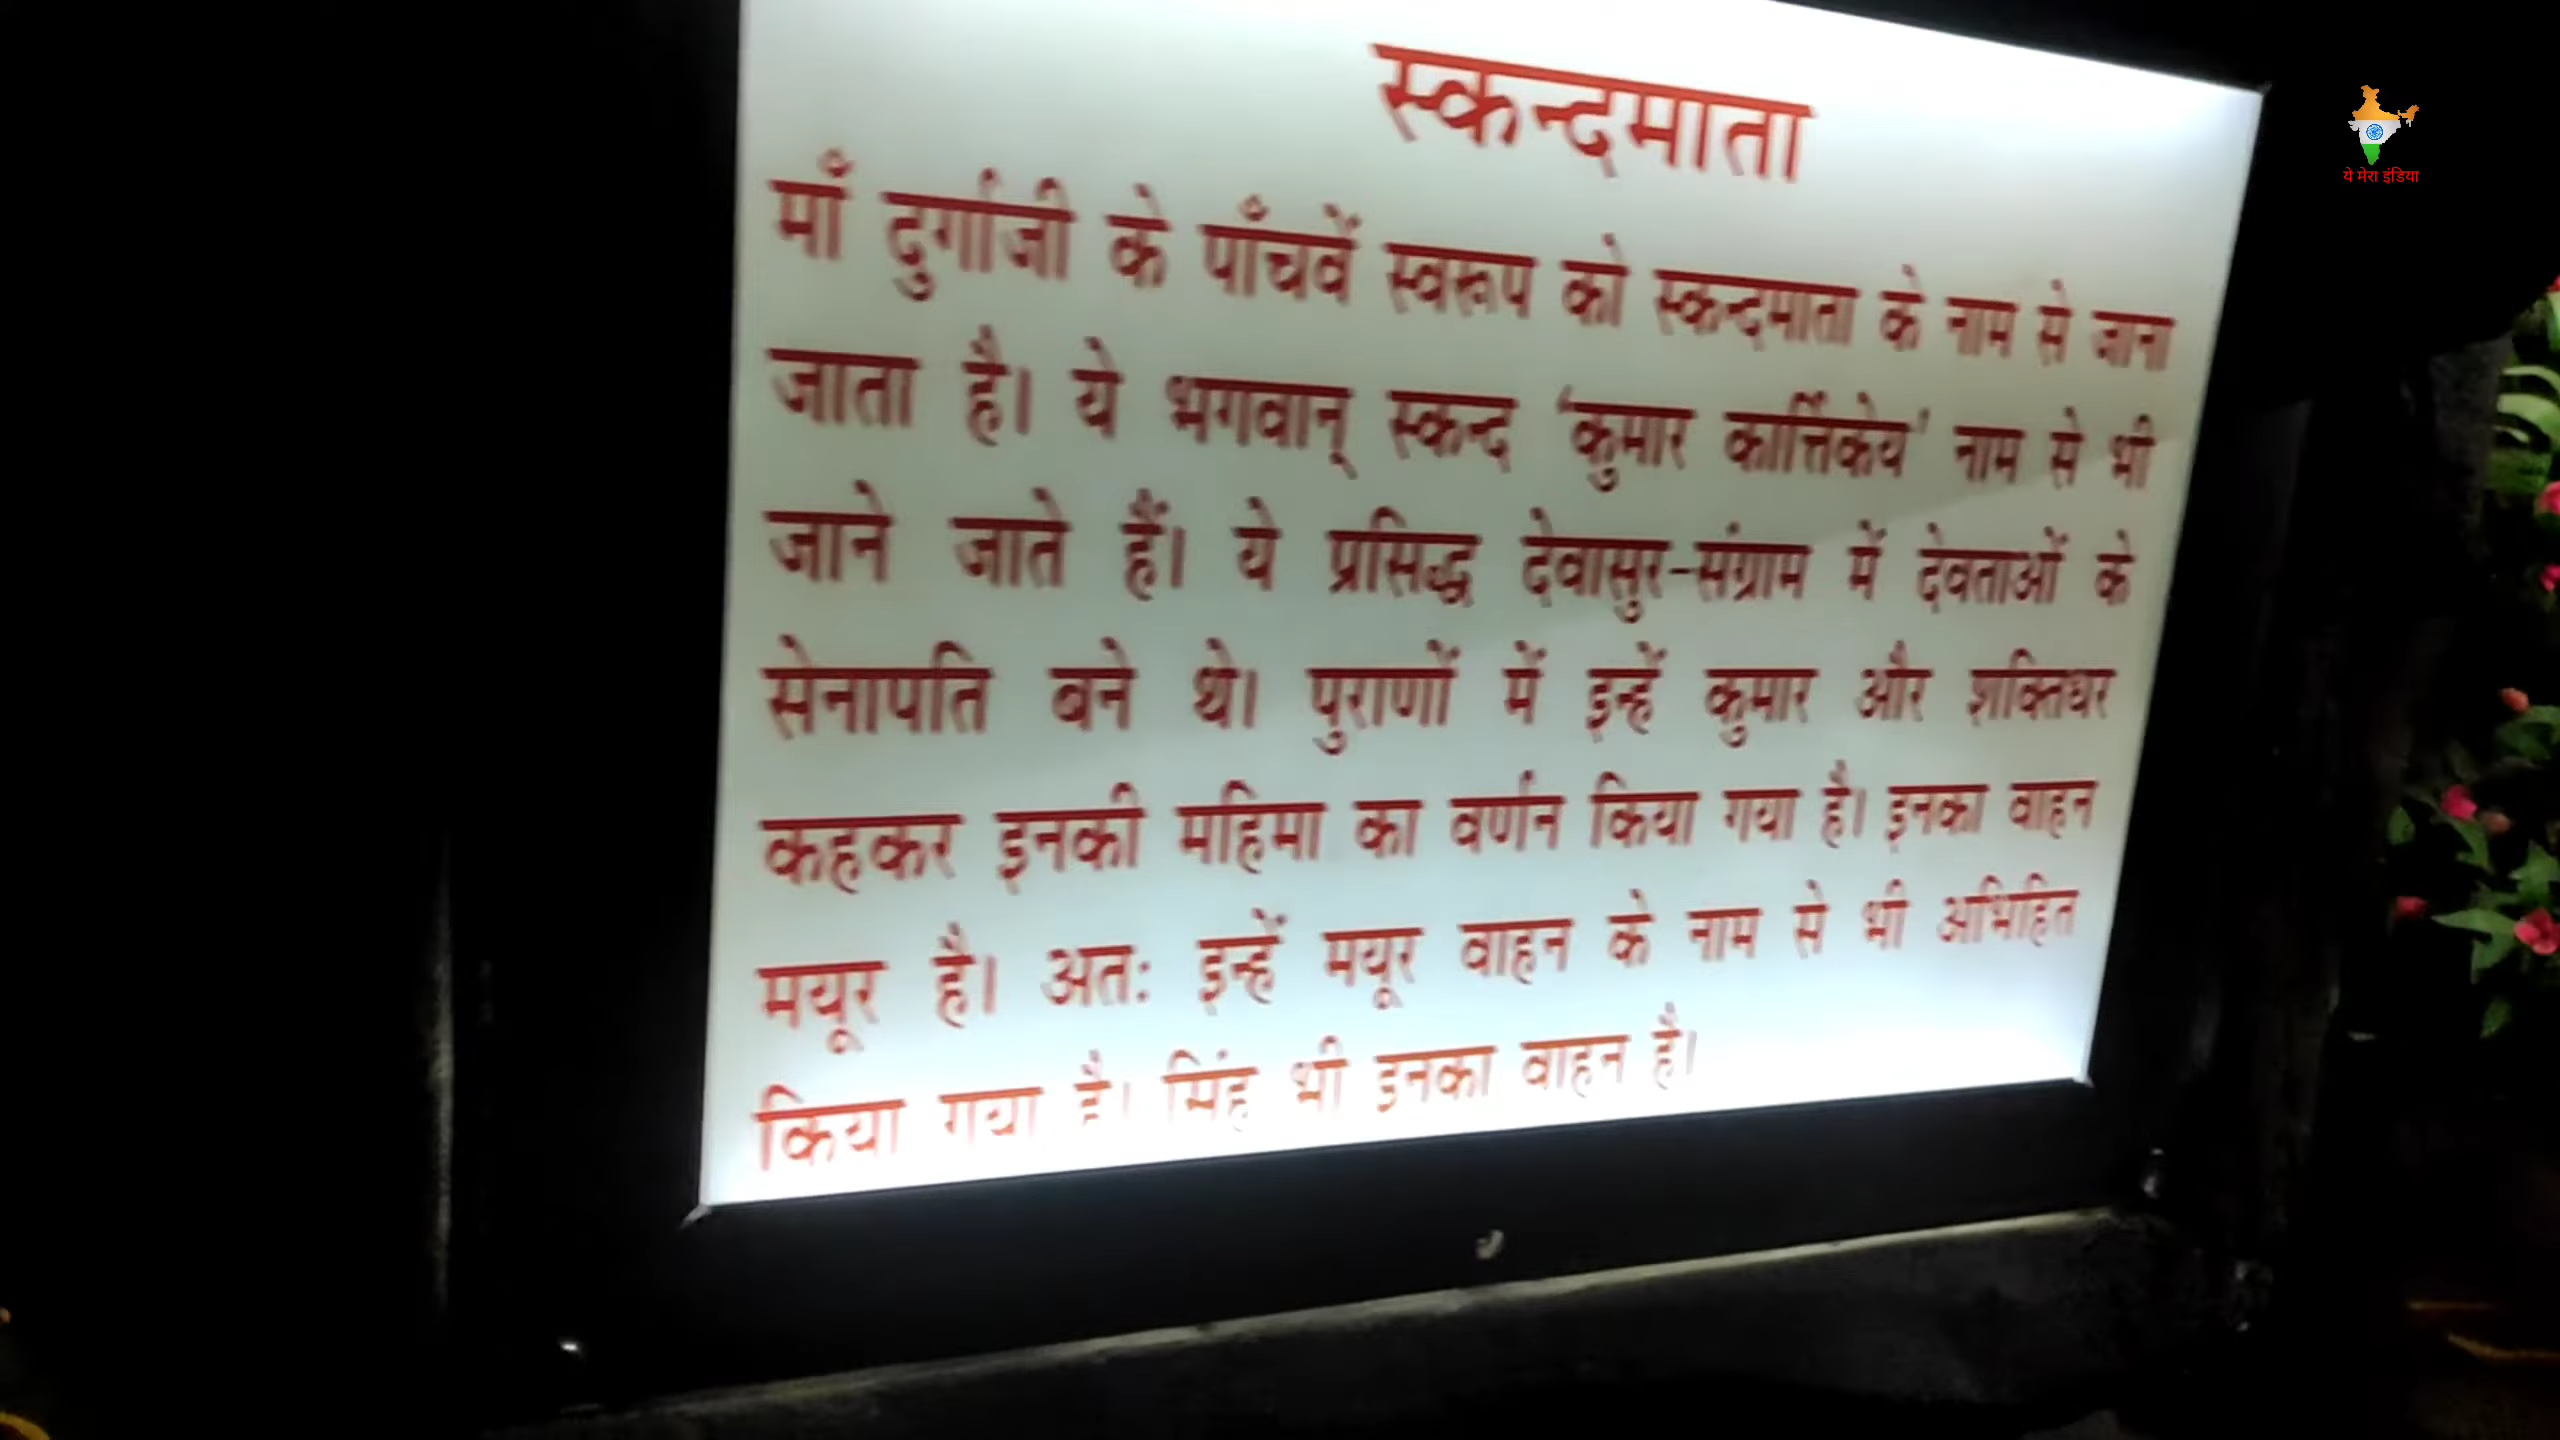 स्कन्दमाता
माँ दुर्गाजी के पाँचवें स्वरूप को स्कन्दमाता के नाम से जाना
जाता है। ये भगवान् स्कन्द ‘कुमार कार्त्तिकेय’ नाम से भी
जाने जाते हैं। ये प्रसिद्ध देवासुर-संग्राम में देवताओं के
सेनापति बने थे। पुराणों में इन्हें कुमार और शक्तिधर
कहकर इनकी महिमा का वर्णन किया गया है। इनका वाहन
मयूर है। अतः इन्हें मयूर वाहन के नाम से भी अभिहित
किया गया है। सिंह भी इनका वाहन है।
ये मेरा इंडिया